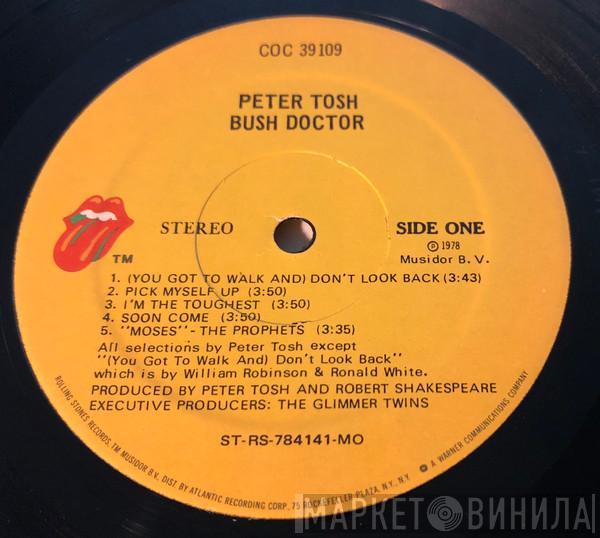 COC 39109
PETER TOSH
BUSH DOCTOR
STEREO
SIDE ONE
℗ 1978
Musidor B. V.
TM
1. (YOU GOT TO WALK AND) DON'T LOOK BACK (3:43)
2. PICK MYSELF UP (3:50)
3. I'M THE TOUGHEST (3:50)
4. SOON COME (3:50)
5. "MOSES" - THE PROPHETS (3:35)
All selections by Peter Tosh except
"(You Got To Walk And) Don't Look Back"
which is by William Robinson & Ronald White.
PRODUCED BY PETER TOSH AND ROBERT SHAKESPEARE
EXECUTIVE PRODUCERS: THE GLIMMER TWINS
ST-RS-784141-MO
ROLLING STONES RECORDS, TM MUSIDOR B.V. DIST BY ATLANTIC RECORDING CORP., 75 ROCKEFELLER PLAZA, N.Y., N.Y. A WARNER COMMUNICATIONS COMPANY
МАРКЕТ ВИНИЛА